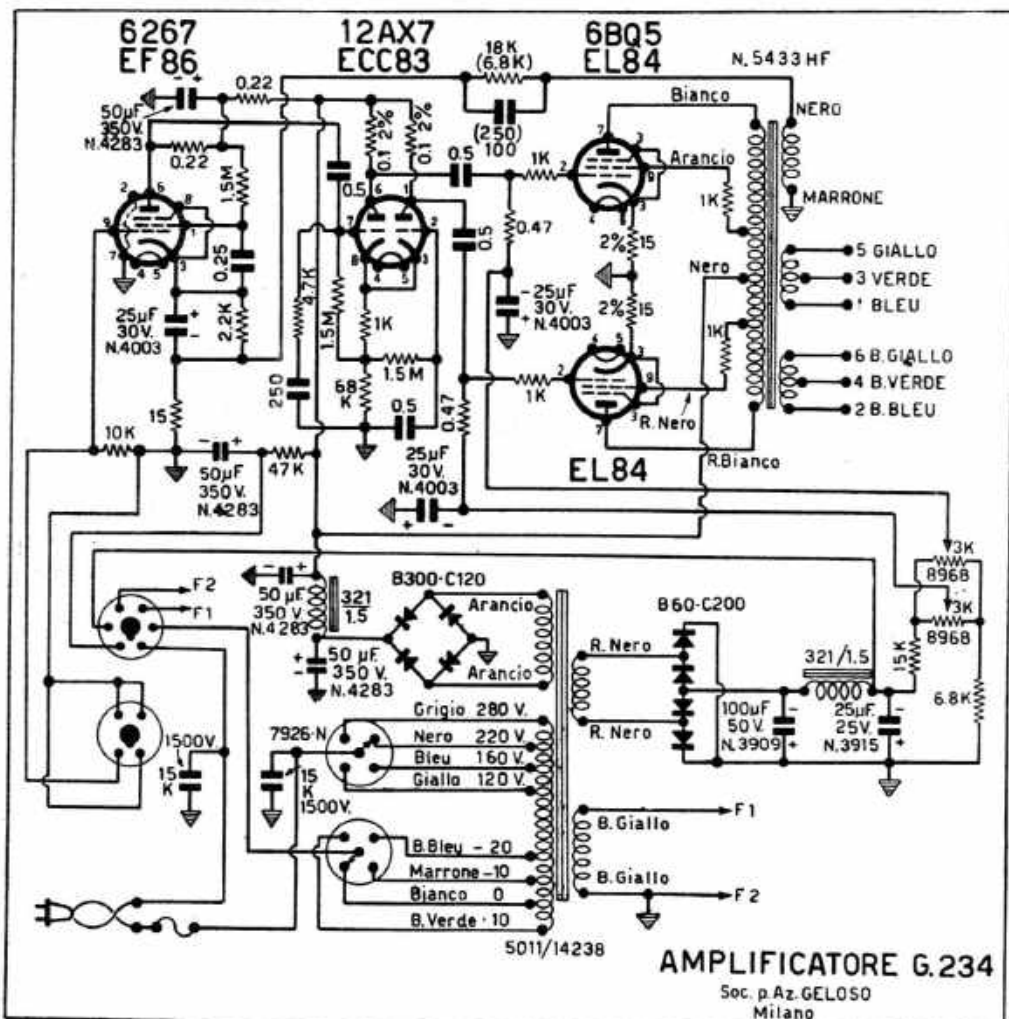 6267
EF86
12AX7
ECC83
6BQ5
EL84
N. 5433 HF
18K
(6.8K)
(250)
100
50µF
350V.
N.4283
0.22
0.22
1.5M
0.25
2.2K
25µF
30V.
N.4003
15
10K
50µF
350V.
N.4283
47K
0.1 2%
0.1 2%
0.5
0.5
0.5
4.7K
1.5M
1K
1.5M
68
K
250
0.5
0.47
25µF
30V.
N.4003
1K
0.47
25µF
30V.
N.4003
1K
Bianco
Arancio
1K
2% 15
2% 15
Nero
1K
R. Nero
R.Bianco
EL84
NERO
MARRONE
5 GIALLO
3 VERDE
1 BLEU
6 B.GIALLO
4 B.VERDE
2 B.BLEU
F2
F1
50µF
350V.
N.4283
321
1.5
50µF
350V.
N.4283
B300-C120
Arancio
Arancio
B60-C200
R. Nero
R. Nero
321/1.5
100µF
50V.
N.3909
25µF.
25V.
N.3915
15K
3K
8968
3K
8968
6.8K
1500V.
15
K
7926-N
15
K
1500V.
Grigio 280 V.
Nero 220 V.
Bleu 160 V.
Giallo 120 V.
B.Bley - 20
Marrone -10
Bianco 0
B.Verde · 10
5011/14238
B. Giallo
F1
B. Giallo
F2
AMPLIFICATORE G.234
Soc. p.Az. GELOSO
Milano